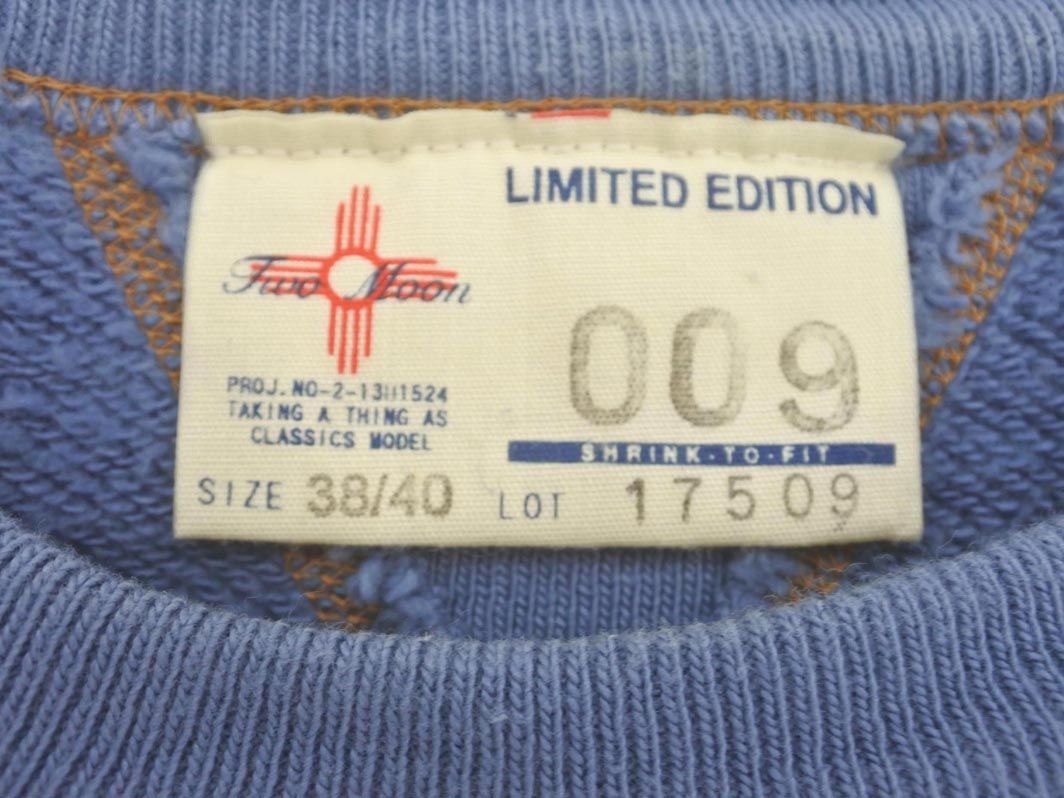 LIMITED EDITION
Two Moon
009
PROJ.NO-2-1311524
TAKING A THING AS
CLASSICS MODEL
SHRINK-TO-FIT
SIZE 38/40
LOT 17509